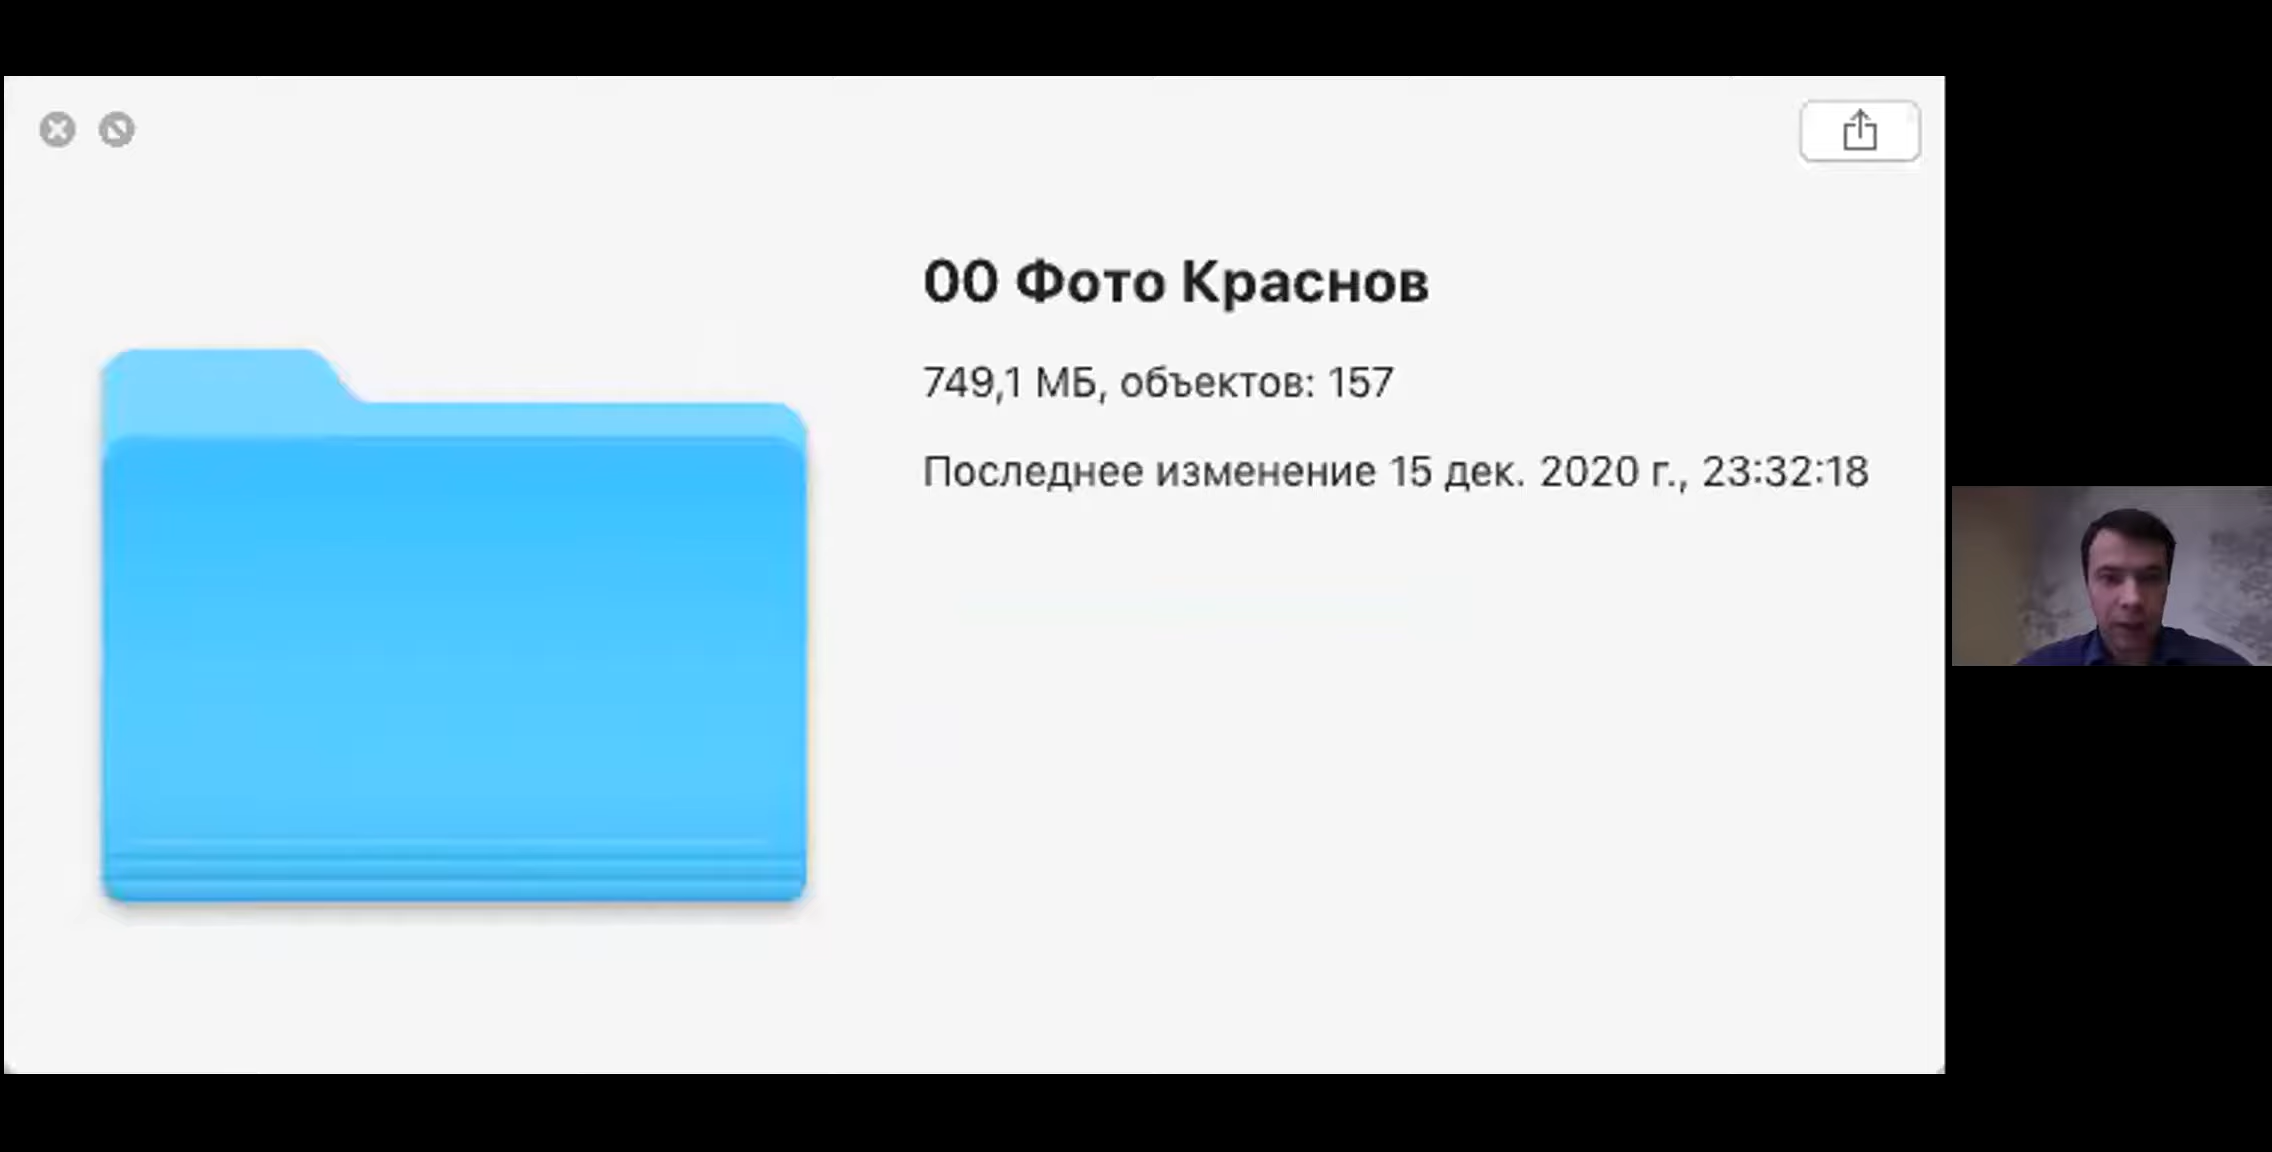 00 Фото Краснов
749,1 МБ, объектов: 157
Последнее изменение 15 дек. 2020 г., 23:32:18